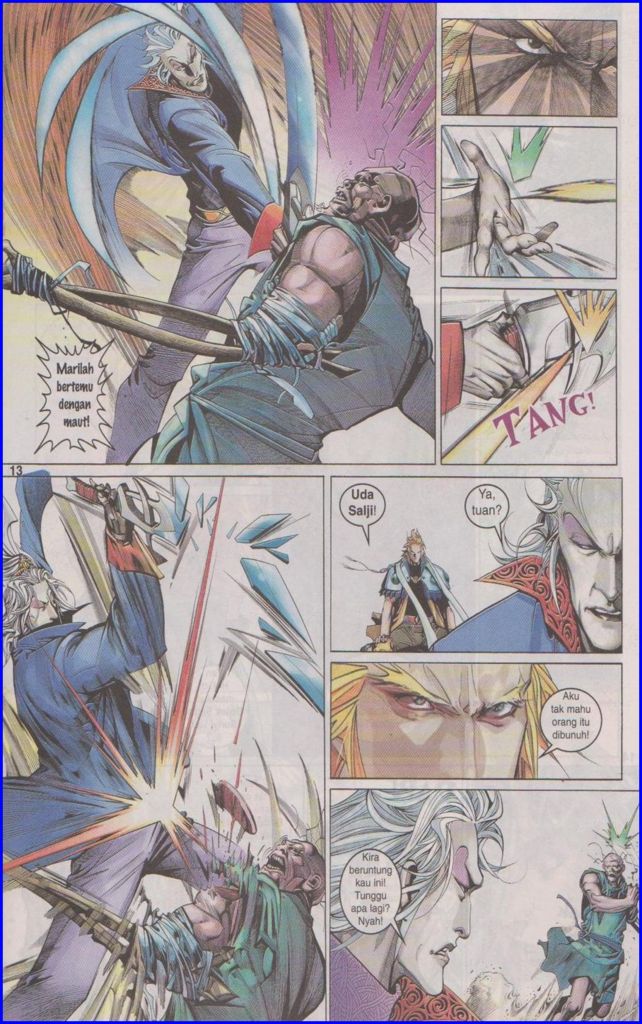 Marilah
bertemu
dengan
maut!
TANG!
13
Uda
Salji!
Ya,
tuan?
Aku
tak mahu
orang itu
dibunuh!
Kira
beruntung
kau ini!
Tunggu
apa lagi?
Nyah!